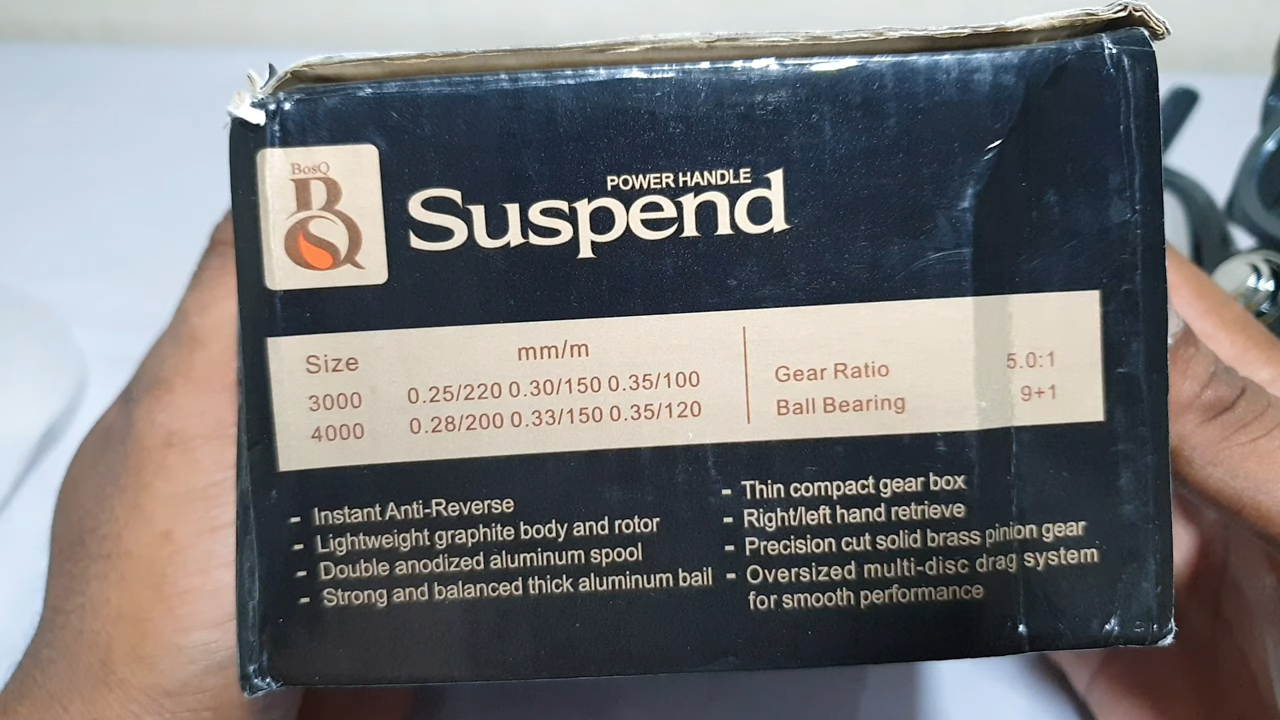 BosQ
BQ
POWER HANDLE
Suspend
Size mm/m
3000 0.25/220 0.30/150 0.35/100
4000 0.28/200 0.33/150 0.35/120
Gear Ratio 5.0:1
Ball Bearing 9+1
- Instant Anti-Reverse
- Lightweight graphite body and rotor
- Double anodized aluminum spool
- Strong and balanced thick aluminum bail
- Thin compact gear box
- Right/left hand retrieve
- Precision cut solid brass pinion gear
- Oversized multi-disc drag system
for smooth performance